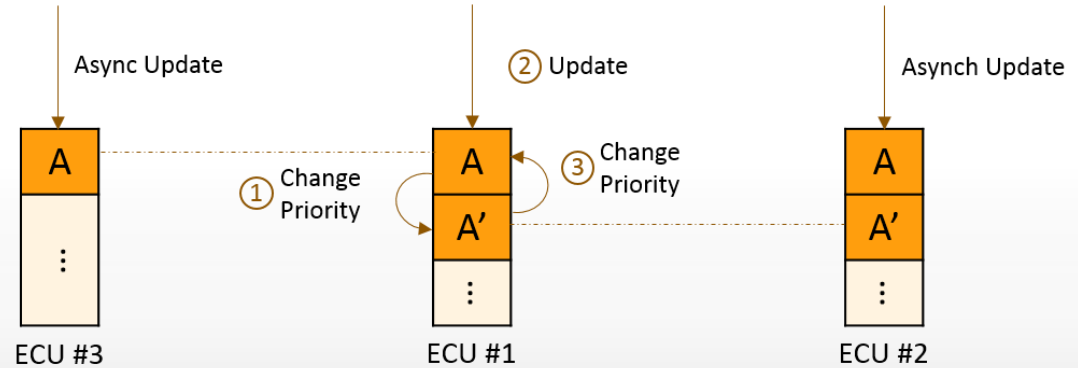 Async Update
② Update
Asynch Update
A
A
A
① Change
Priority
③ Change
Priority
A’
A’
⋮
⋮
⋮
ECU #3
ECU #1
ECU #2